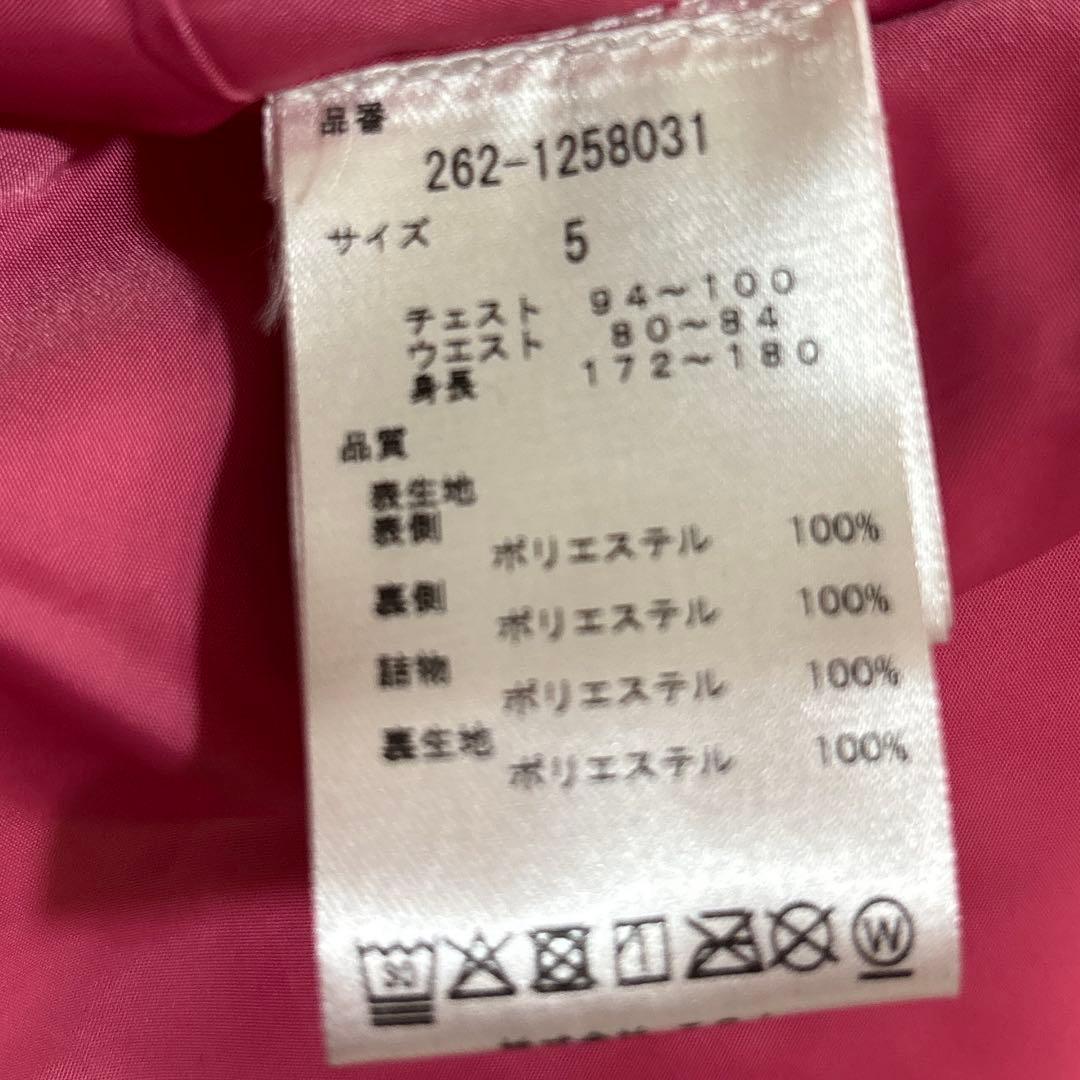 品番
262-1258031
サイズ 5
チェスト 94～100
ウエスト 80～84
身長 172～180
品質
表生地
表側 ポリエステル 100%
裏側 ポリエステル 100%
詰物 ポリエステル 100%
裏生地 ポリエステル 100%
30
W